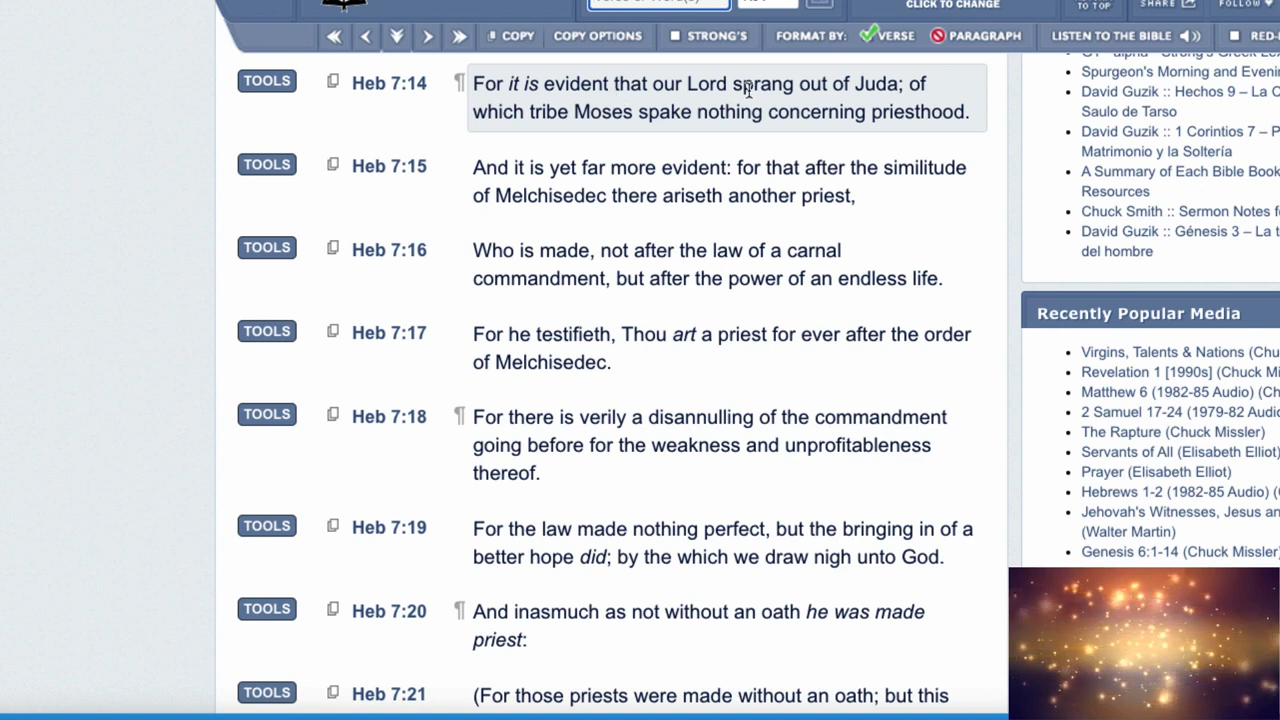 CLICK TO CHANGE
TO TOP
SHARE
FOLLOW
COPY
COPY OPTIONS
STRONG'S
FORMAT BY:
VERSE
PARAGRAPH
LISTEN TO THE BIBLE
TOOLS Heb 7:14 ¶ For it is evident that our Lord sprang out of Juda; of
which tribe Moses spake nothing concerning priesthood.
TOOLS Heb 7:15 And it is yet far more evident: for that after the similitude
of Melchisedec there ariseth another priest,
TOOLS Heb 7:16 Who is made, not after the law of a carnal
commandment, but after the power of an endless life.
TOOLS Heb 7:17 For he testifieth, Thou art a priest for ever after the order
of Melchisedec.
TOOLS Heb 7:18 ¶ For there is verily a disannulling of the commandment
going before for the weakness and unprofitableness
thereof.
TOOLS Heb 7:19 For the law made nothing perfect, but the bringing in of a
better hope did; by the which we draw nigh unto God.
TOOLS Heb 7:20 ¶ And inasmuch as not without an oath he was made
priest:
TOOLS Heb 7:21 (For those priests were made without an oath; but this
Spurgeon's Morning and Eveni
David Guzik :: Hechos 9 – La C
Saulo de Tarso
David Guzik :: 1 Corintios 7 – P
Matrimonio y la Soltería
A Summary of Each Bible Book
Resources
Chuck Smith :: Sermon Notes f
David Guzik :: Génesis 3 – La t
del hombre
Recently Popular Media
Virgins, Talents & Nations (Chu
Revelation 1 [1990s] (Chuck Mi
Matthew 6 (1982-85 Audio) (Ch
2 Samuel 17-24 (1979-82 Audio
The Rapture (Chuck Missler)
Servants of All (Elisabeth Elliot)
Prayer (Elisabeth Elliot)
Hebrews 1-2 (1982-85 Audio) (
Jehovah's Witnesses, Jesus an
(Walter Martin)
Genesis 6:1-14 (Chuck Missler)